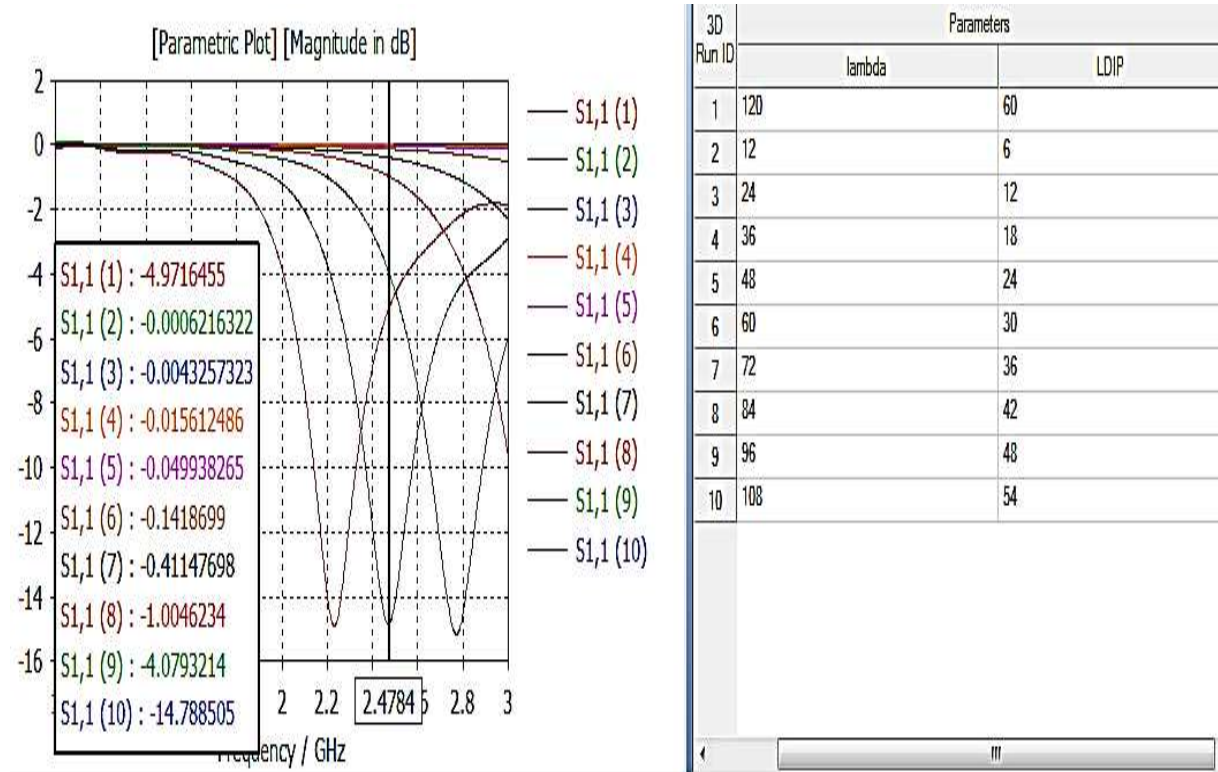 [Parametric Plot] [Magnitude in dB]
2
0
-2
-4
-6
-8
-10
-12
-14
-16
S1,1 (1) : -4.9716455
S1,1 (2) : -0.0006216322
S1,1 (3) : -0.0043257323
S1,1 (4) : -0.015612486
S1,1 (5) : -0.049938265
S1,1 (6) : -0.1418699
S1,1 (7) : -0.41147698
S1,1 (8) : -1.0046234
S1,1 (9) : -4.0793214
S1,1 (10) : -14.788505
2 2.2 2.4784 2.8 3
Frequency / GHz
S1,1 (1)
S1,1 (2)
S1,1 (3)
S1,1 (4)
S1,1 (5)
S1,1 (6)
S1,1 (7)
S1,1 (8)
S1,1 (9)
S1,1 (10)
3D Parameters
Run ID lambda LDIP
1 120 60
2 12 6
3 24 12
4 36 18
5 48 24
6 60 30
7 72 36
8 84 42
9 96 48
10 108 54